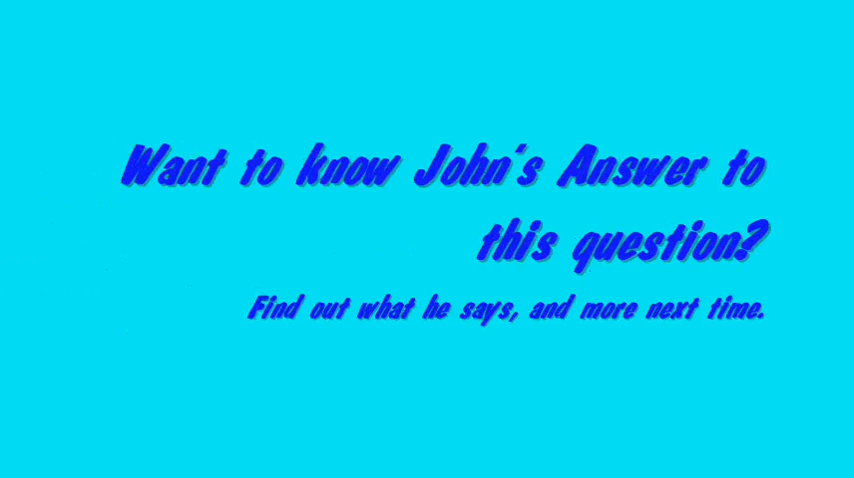 Want to know John's Answer to
this question?
Find out what he says, and more next time.